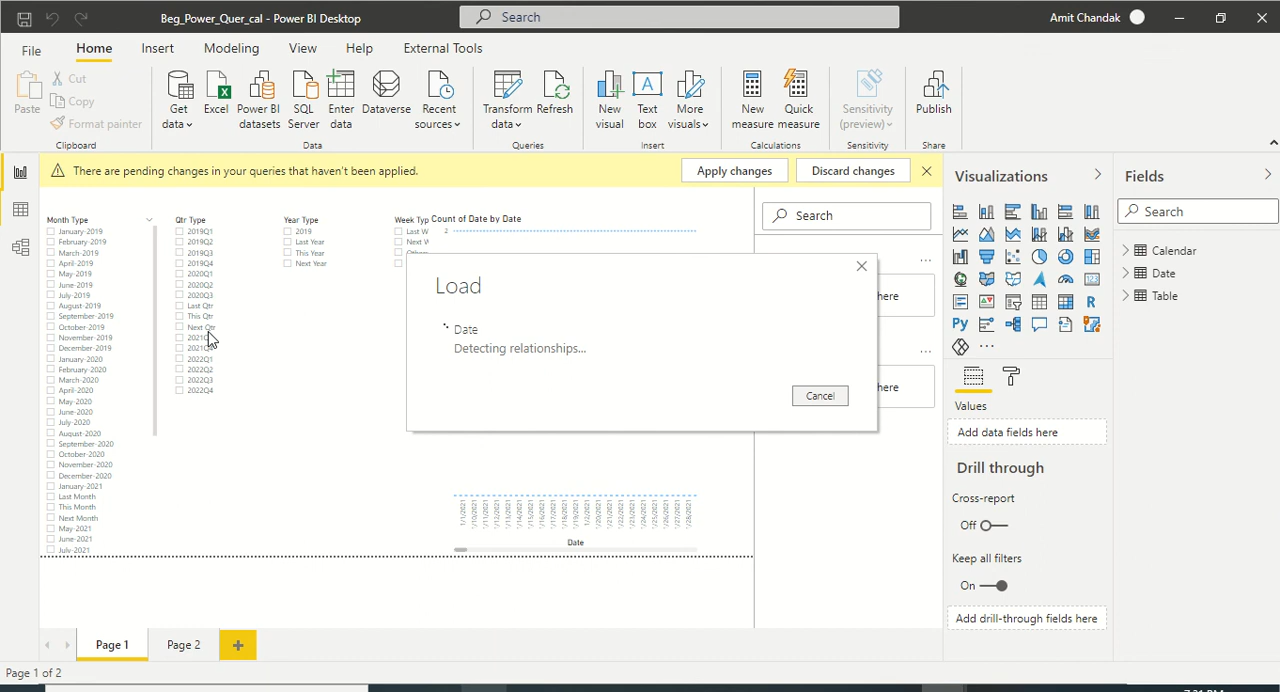 Beg_Power_Quer_cal - Power BI Desktop
Search
Amit Chandak
File
Home
Insert
Modeling
View
Help
External Tools
Paste
Cut
Copy
Format painter
Clipboard
Get data
Excel
Power BI datasets
SQL Server
Enter data
Dataverse
Recent sources
Data
Transform data
Refresh
Queries
New visual
Text box
More visuals
Insert
New measure
Quick measure
Calculations
Sensitivity (preview)
Sensitivity
Publish
Share
There are pending changes in your queries that haven't been applied.
Apply changes
Discard changes
Month Type
January-2019
February-2019
March-2019
April-2019
May-2019
June-2019
July-2019
August-2019
September-2019
October-2019
November-2019
December-2019
January-2020
February-2020
March-2020
April-2020
May-2020
June-2020
July-2020
August-2020
September-2020
October-2020
November-2020
December-2020
January-2021
Last Month
This Month
Next Month
May-2021
June-2021
July-2021
Qtr Type
2019Q1
2019Q2
2019Q3
2019Q4
2020Q1
2020Q2
2020Q3
Last Qtr
This Qtr
Next Qtr
2022Q1
2022Q2
2022Q3
2022Q4
Year Type
2019
Last Year
This Year
Next Year
Week Typ
Last W
Next W
Count of Date by Date
2
Date
Load
Date
Detecting relationships...
Cancel
Search
...
here
...
here
Visualizations
Values
Add data fields here
Drill through
Cross-report
Off
Keep all filters
On
Add drill-through fields here
Fields
Search
Calendar
Date
Table
Page 1
Page 2
Page 1 of 2